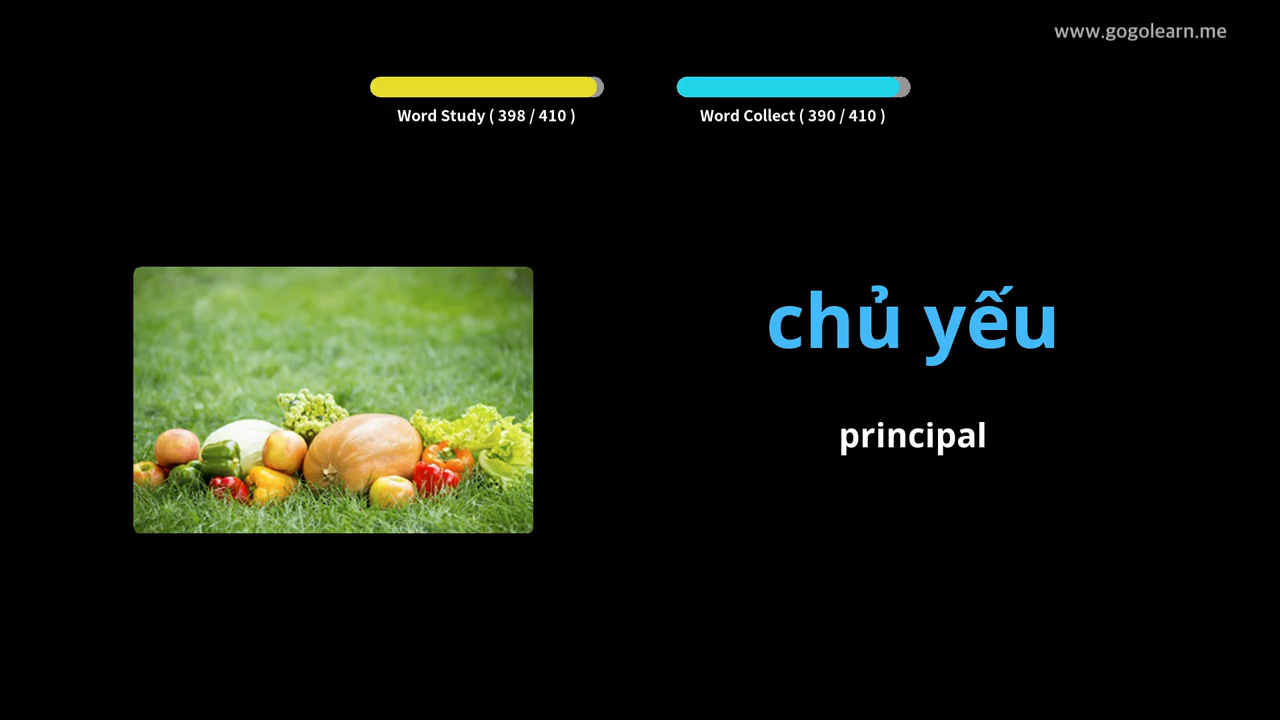 www.gogolearn.me
Word Study ( 398 / 410 )
Word Collect ( 390 / 410 )
chủ yếu
principal